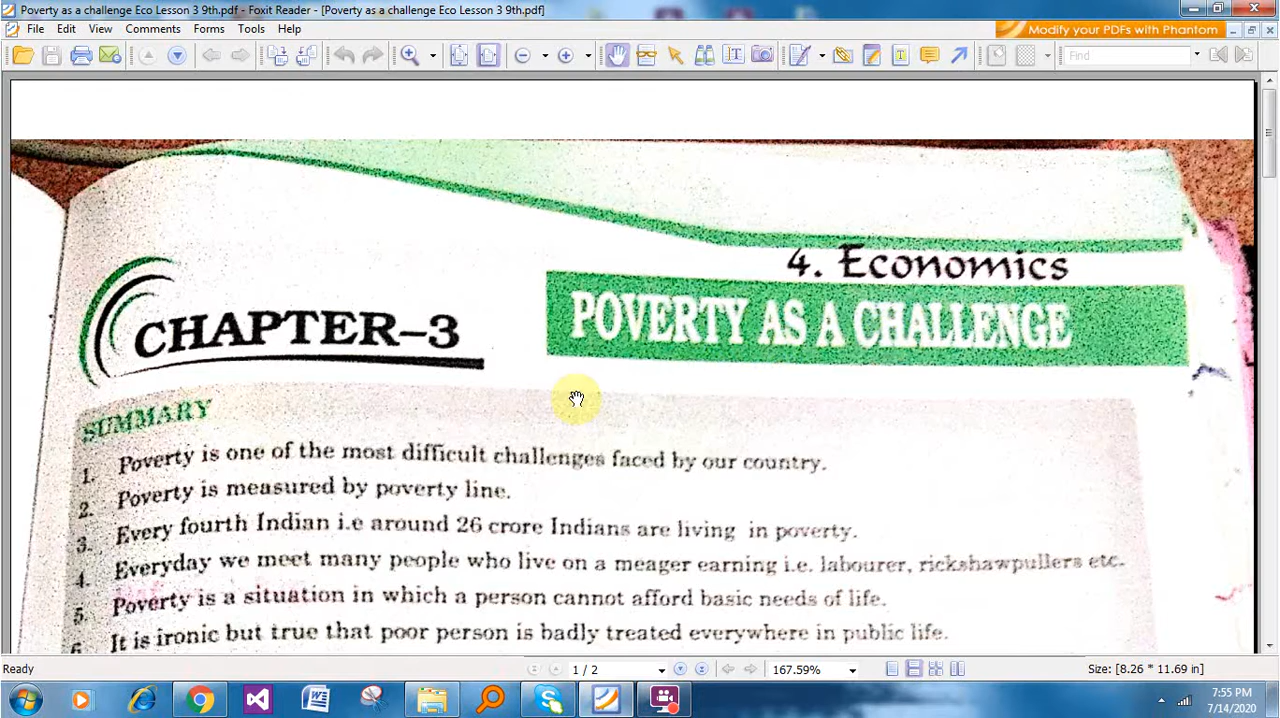 Poverty as a challenge Eco Lesson 3 9th.pdf - Foxit Reader - [Poverty as a challenge Eco Lesson 3 9th.pdf]
File Edit View Comments Forms Tools Help
Modify your PDFs with Phantom
Find
4. Economics
CHAPTER–3
POVERTY AS A CHALLENGE
SUMMARY
1. Poverty is one of the most difficult challenges faced by our country.
2. Poverty is measured by poverty line.
3. Every fourth Indian i.e around 26 crore Indians are living in poverty.
4. Everyday we meet many people who live on a meager earning i.e. labourer, rickshawpullers etc.
5. Poverty is a situation in which a person cannot afford basic needs of life.
6. It is ironic but true that poor person is badly treated everywhere in public life.
Ready
1 / 2
167.59%
Size: [8.26 * 11.69 in]
7:55 PM
7/14/2020